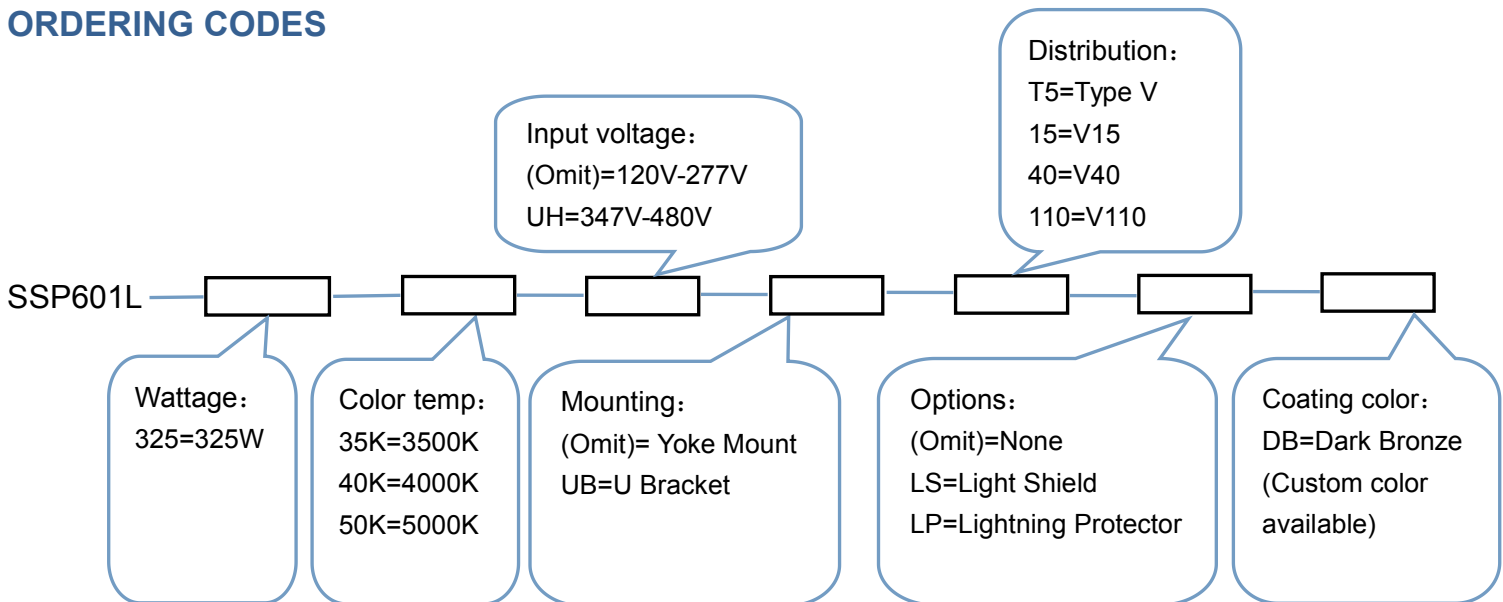 ORDERING CODES
Distribution：
T5=Type V
15=V15
40=V40
110=V110
Input voltage：
(Omit)=120V-277V
UH=347V-480V
SSP601L
Wattage：
325=325W
Color temp：
35K=3500K
40K=4000K
50K=5000K
Mounting：
(Omit)= Yoke Mount
UB=U Bracket
Options：
(Omit)=None
LS=Light Shield
LP=Lightning Protector
Coating color：
DB=Dark Bronze
(Custom color
available)